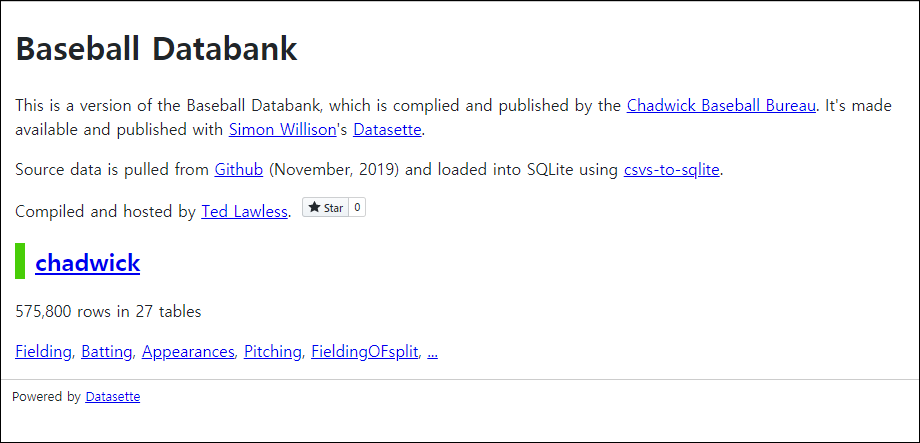 Baseball Databank
This is a version of the Baseball Databank, which is complied and published by the Chadwick Baseball Bureau. It's made
available and published with Simon Willison's Datasette.
Source data is pulled from Github (November, 2019) and loaded into SQLite using csvs-to-sqlite.
Compiled and hosted by Ted Lawless. Star 0
chadwick
575,800 rows in 27 tables
Fielding, Batting, Appearances, Pitching, FieldingOFsplit, ...
Powered by Datasette